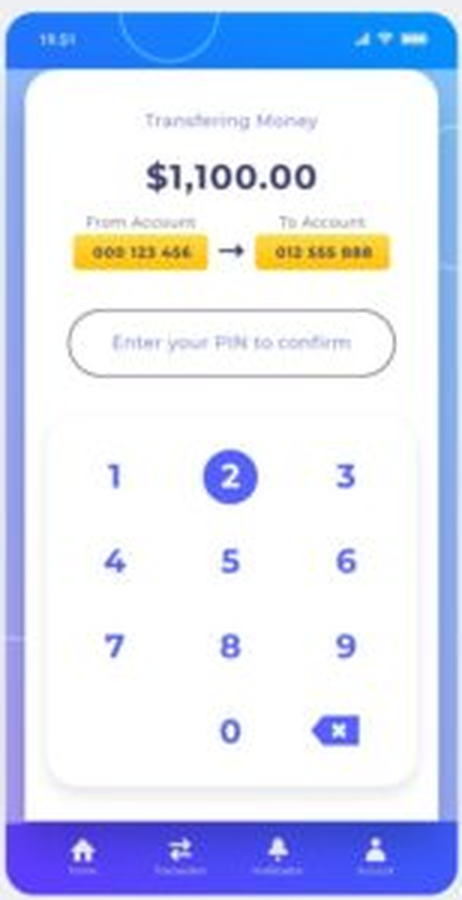 19:51
Transfering Money
$1,100.00
From Account To Account
000 123 456 → 012 555 888
Enter your PIN to confirm
1 2 3
4 5 6
7 8 9
0